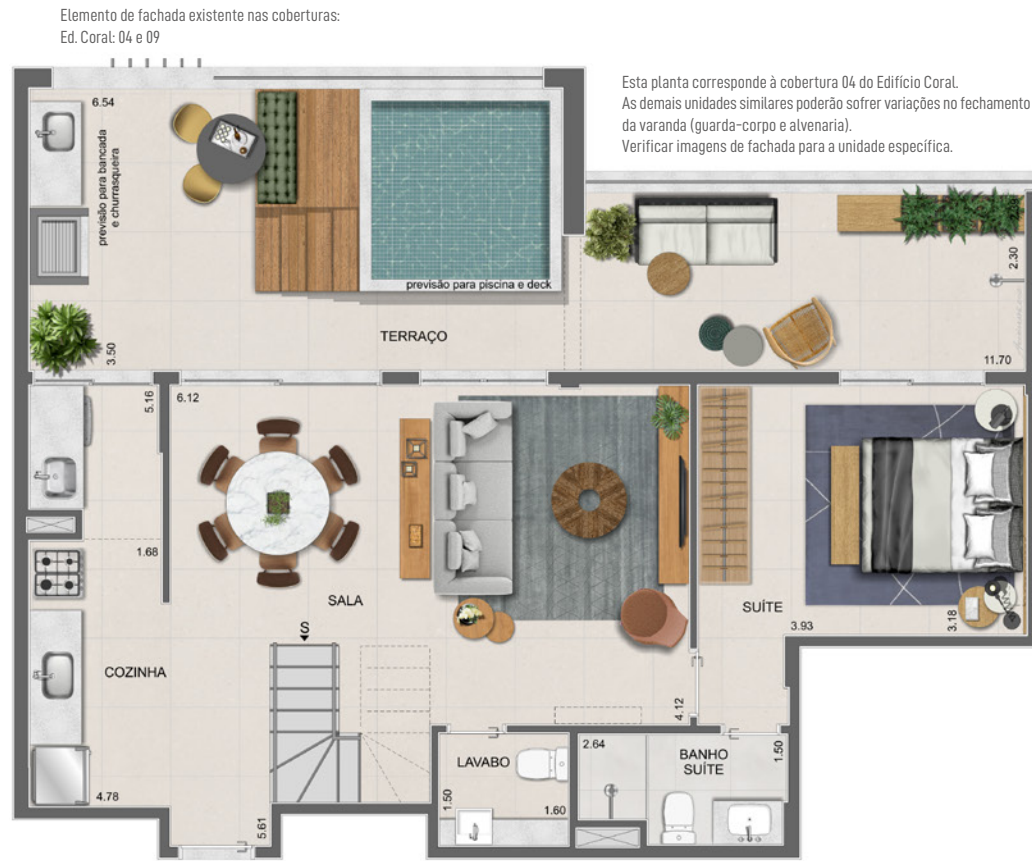 Elemento de fachada existente nas coberturas:
Ed. Coral: 04 e 09
Esta planta corresponde à cobertura 04 do Edifício Coral.
As demais unidades similares poderão sofrer variações no fechamento
da varanda (guarda-corpo e alvenaria).
Verificar imagens de fachada para a unidade específica.
6.54
previsão para bancada
e churrasqueira
previsão para piscina e deck
2.30
TERRAÇO
3.50
11.70
5.16
6.12
1.68
SALA
SUÍTE
3.93
3.18
S
COZINHA
4.12
2.64
LAVABO
BANHO
SUÍTE
1.50
1.50
1.60
4.78
5.61